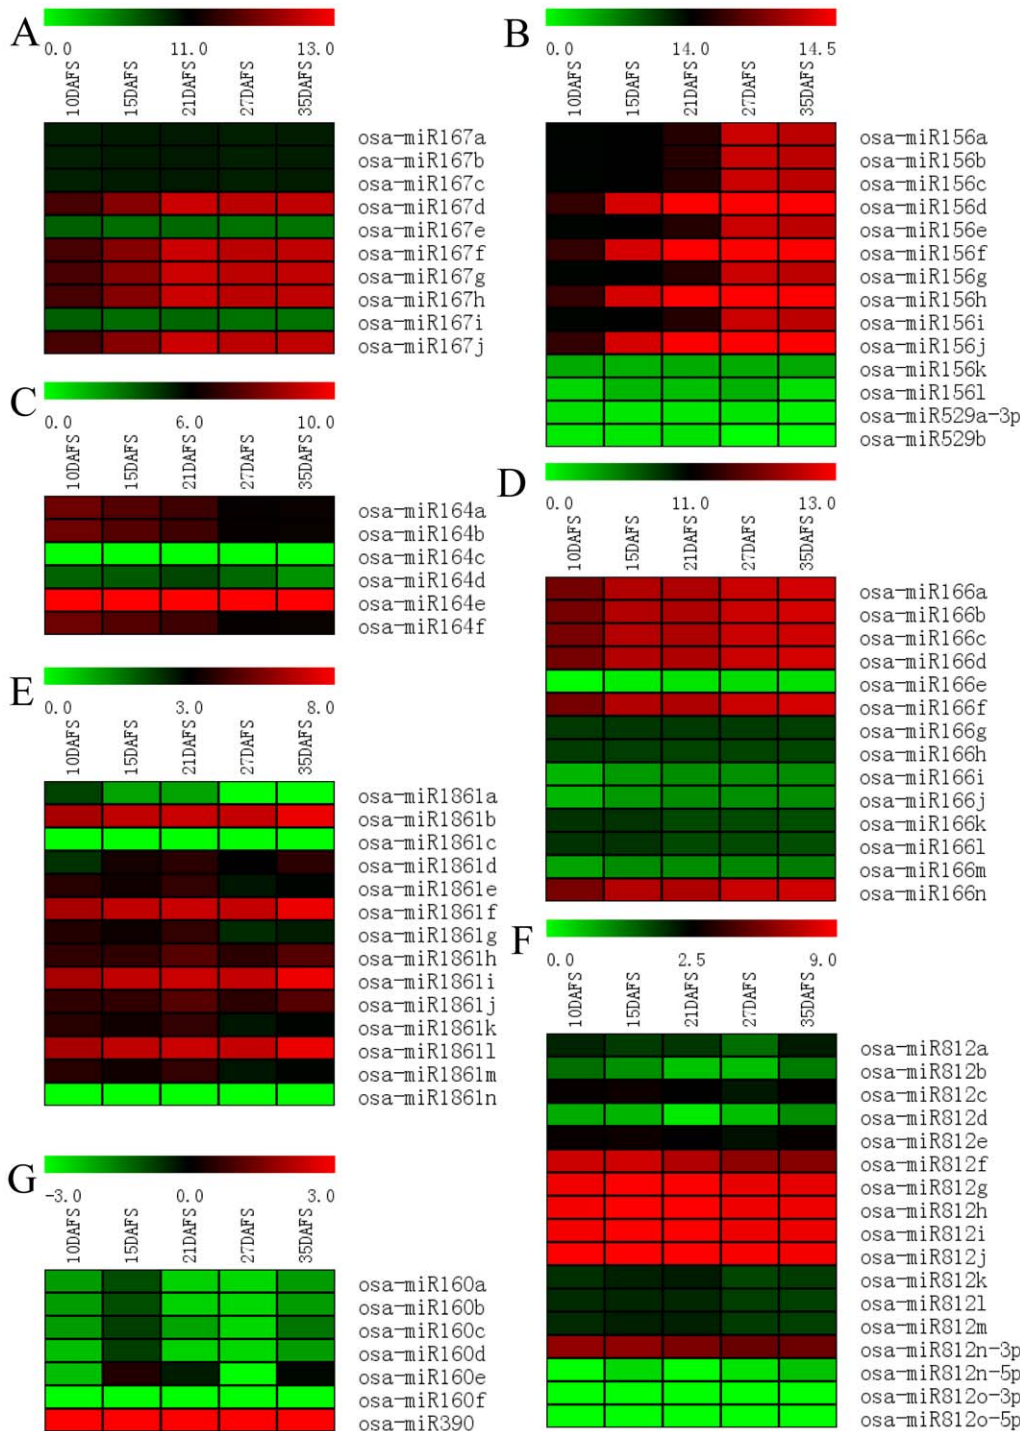 A
0.0 11.0 13.0
10DAFS 15DAFS 21DAFS 27DAFS 35DAFS
osa-miR167a
osa-miR167b
osa-miR167c
osa-miR167d
osa-miR167e
osa-miR167f
osa-miR167g
osa-miR167h
osa-miR167i
osa-miR167j
B
0.0 14.0 14.5
10DAFS 15DAFS 21DAFS 27DAFS 35DAFS
osa-miR156a
osa-miR156b
osa-miR156c
osa-miR156d
osa-miR156e
osa-miR156f
osa-miR156g
osa-miR156h
osa-miR156i
osa-miR156j
osa-miR156k
osa-miR156l
osa-miR529a-3p
osa-miR529b
C
0.0 6.0 10.0
10DAFS 15DAFS 21DAFS 27DAFS 35DAFS
osa-miR164a
osa-miR164b
osa-miR164c
osa-miR164d
osa-miR164e
osa-miR164f
D
0.0 11.0 13.0
10DAFS 15DAFS 21DAFS 27DAFS 35DAFS
osa-miR166a
osa-miR166b
osa-miR166c
osa-miR166d
osa-miR166e
osa-miR166f
osa-miR166g
osa-miR166h
osa-miR166i
osa-miR166j
osa-miR166k
osa-miR166l
osa-miR166m
osa-miR166n
E
0.0 3.0 8.0
10DAFS 15DAFS 21DAFS 27DAFS 35DAFS
osa-miR1861a
osa-miR1861b
osa-miR1861c
osa-miR1861d
osa-miR1861e
osa-miR1861f
osa-miR1861g
osa-miR1861h
osa-miR1861i
osa-miR1861j
osa-miR1861k
osa-miR1861l
osa-miR1861m
osa-miR1861n
F
0.0 2.5 9.0
10DAFS 15DAFS 21DAFS 27DAFS 35DAFS
osa-miR812a
osa-miR812b
osa-miR812c
osa-miR812d
osa-miR812e
osa-miR812f
osa-miR812g
osa-miR812h
osa-miR812i
osa-miR812j
osa-miR812k
osa-miR812l
osa-miR812m
osa-miR812n-3p
osa-miR812n-5p
osa-miR812o-3p
osa-miR812o-5p
G
-3.0 0.0 3.0
10DAFS 15DAFS 21DAFS 27DAFS 35DAFS
osa-miR160a
osa-miR160b
osa-miR160c
osa-miR160d
osa-miR160e
osa-miR160f
osa-miR390